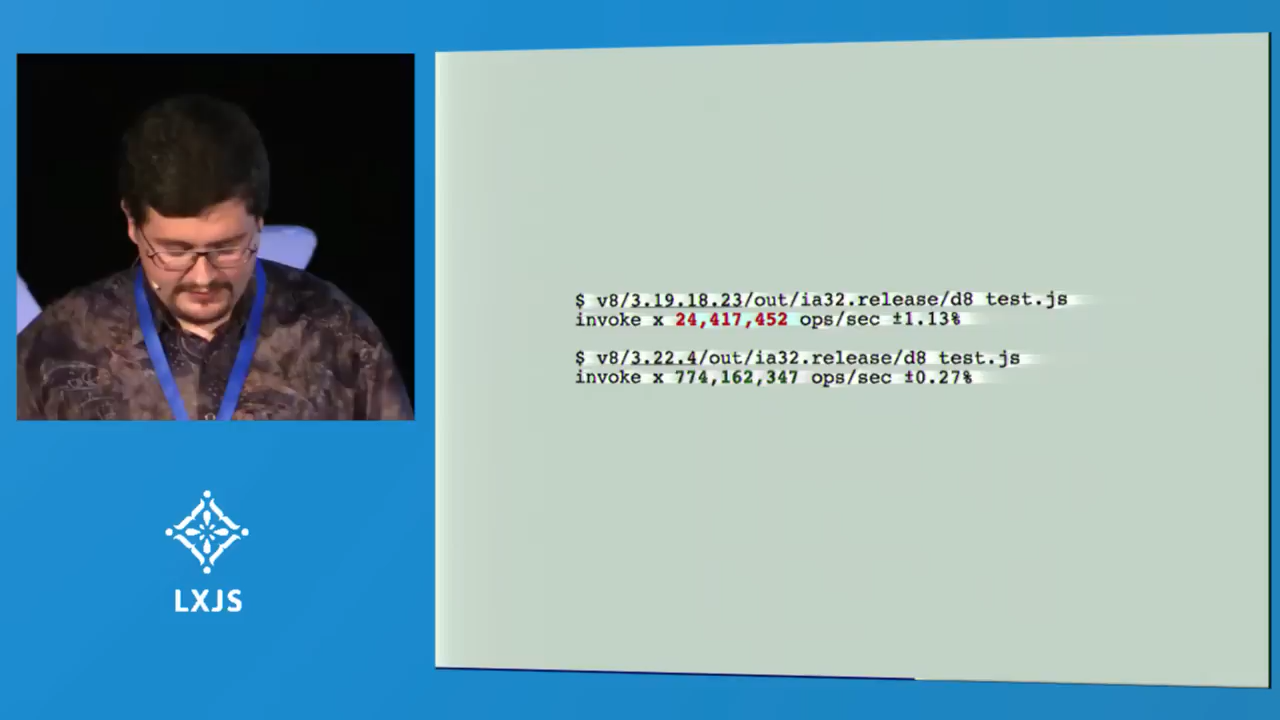 $ v8/3.19.18.23/out/ia32.release/d8 test.js
invoke x 24,417,452 ops/sec ±1.13%
$ v8/3.22.4/out/ia32.release/d8 test.js
invoke x 774,162,347 ops/sec ±0.27%
LXJS